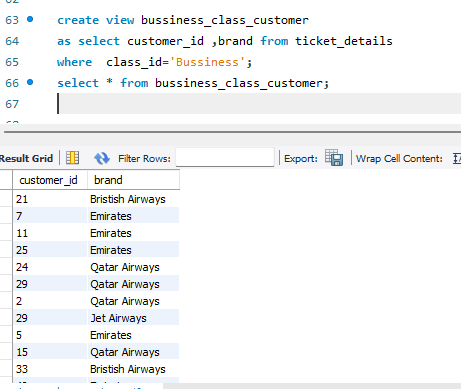 63 create view bussiness_class_customer
64 as select customer_id ,brand from ticket_details
65 where class_id='Bussiness';
66 select * from bussiness_class_customer;
67
Result Grid Filter Rows: Export: Wrap Cell Content:
customer_id brand
21 Bristish Airways
7 Emirates
11 Emirates
25 Emirates
24 Qatar Airways
29 Qatar Airways
2 Qatar Airways
29 Jet Airways
5 Emirates
15 Qatar Airways
33 Bristish Airways